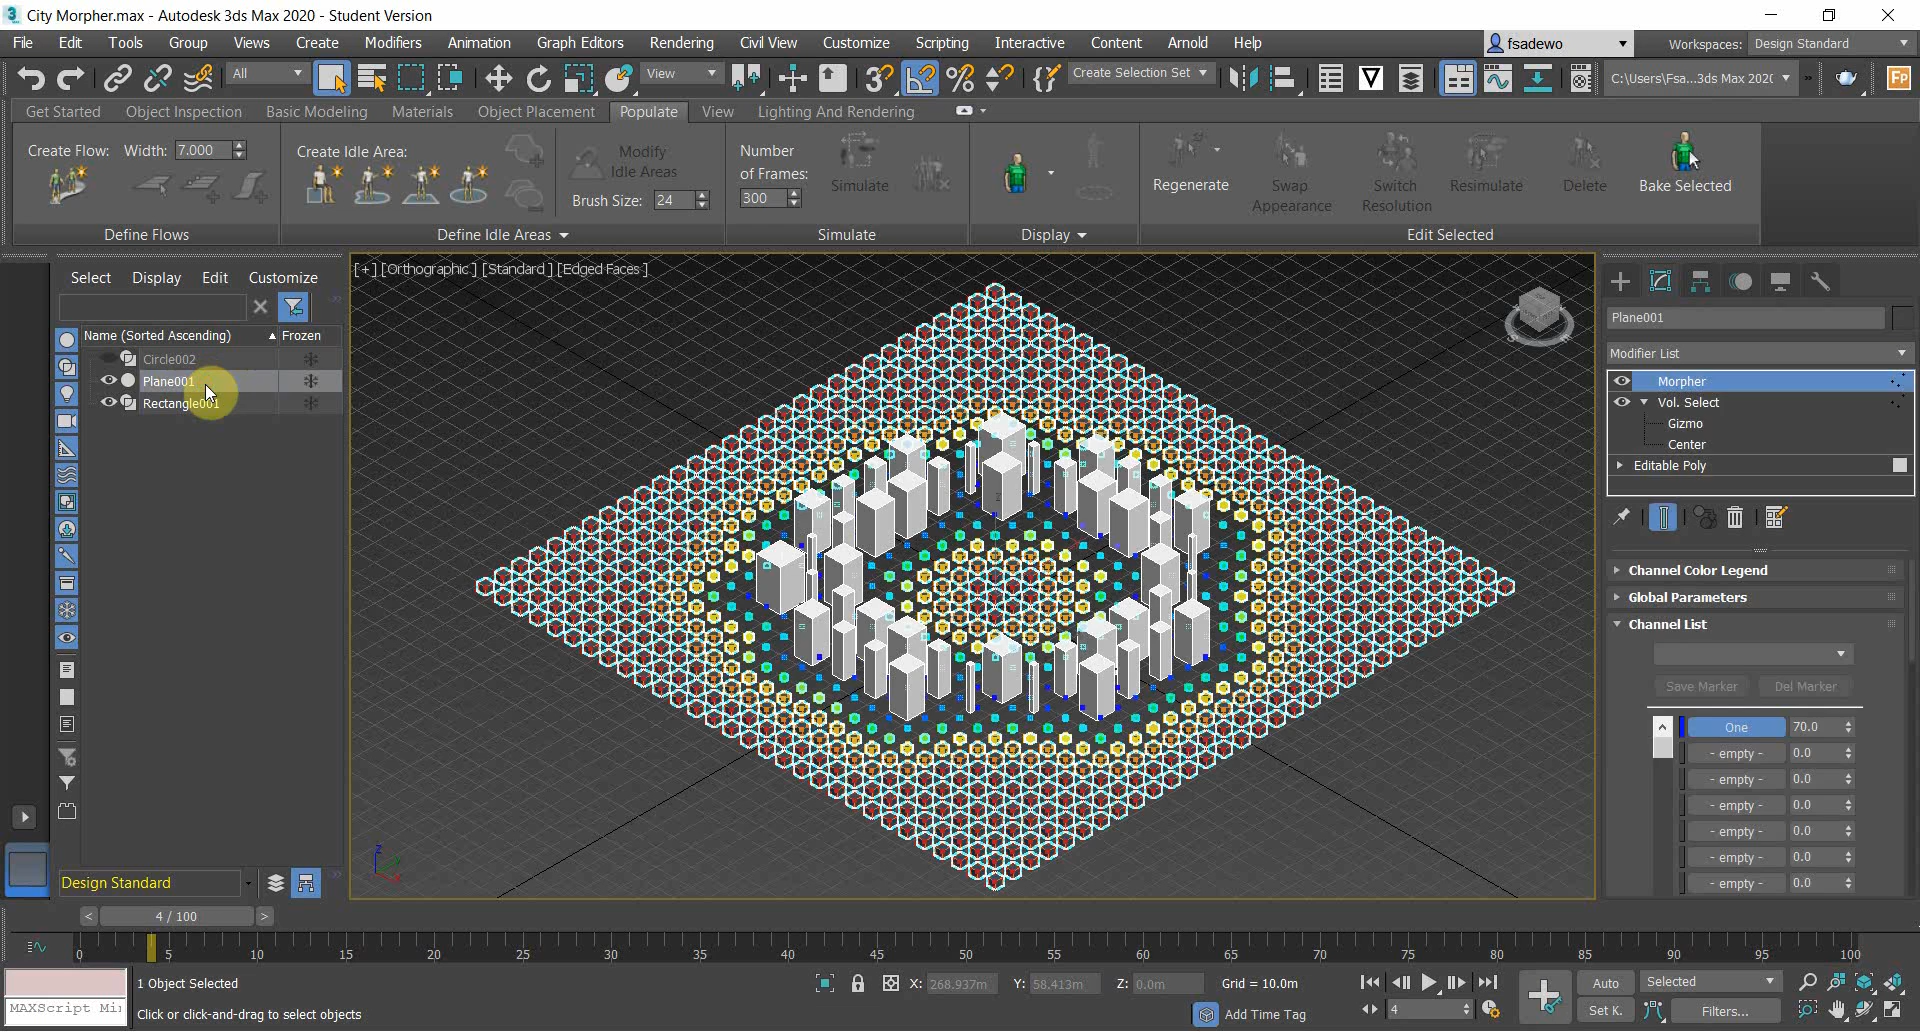 City Morpher.max - Autodesk 3ds Max 2020 - Student Version
File Edit Tools Group Views Create Modifiers Animation Graph Editors Rendering Civil View Customize Scripting Interactive Content Arnold Help
fsadewo
Workspaces: Design Standard
All
View
Create Selection Set
C:\Users\Fsa...3ds Max 202(
Get Started Object Inspection Basic Modeling Materials Object Placement Populate View Lighting And Rendering
Create Flow: Width: 7.000
Define Flows
Create Idle Area:
Modify
Idle Areas
Brush Size: 24
Define Idle Areas
Number
of Frames:
300
Simulate
Simulate
Display
Regenerate
Swap
Appearance
Switch
Resolution
Resimulate
Delete
Bake Selected
Edit Selected
Select Display Edit Customize
Name (Sorted Ascending) Frozen
Circle002
Plane001
Rectangle001
Design Standard
[+] [Orthographic ] [Standard ] [Edged Faces ]
Plane001
Modifier List
Morpher
Vol. Select
Gizmo
Center
Editable Poly
Channel Color Legend
Global Parameters
Channel List
Save Marker Del Marker
One 70.0
- empty - 0.0
- empty - 0.0
- empty - 0.0
- empty - 0.0
- empty - 0.0
- empty - 0.0
< 4 / 100 >
0 5 10 15 20 25 30 35 40 45 50 55 60 65 70 75 80 85 90 95 100
1 Object Selected
X: 268.937m Y: 58.413m Z: 0.0m Grid = 10.0m
Auto Selected
MAXScript Mi
Click or click-and-drag to select objects
Add Time Tag
4
Set K. Filters...